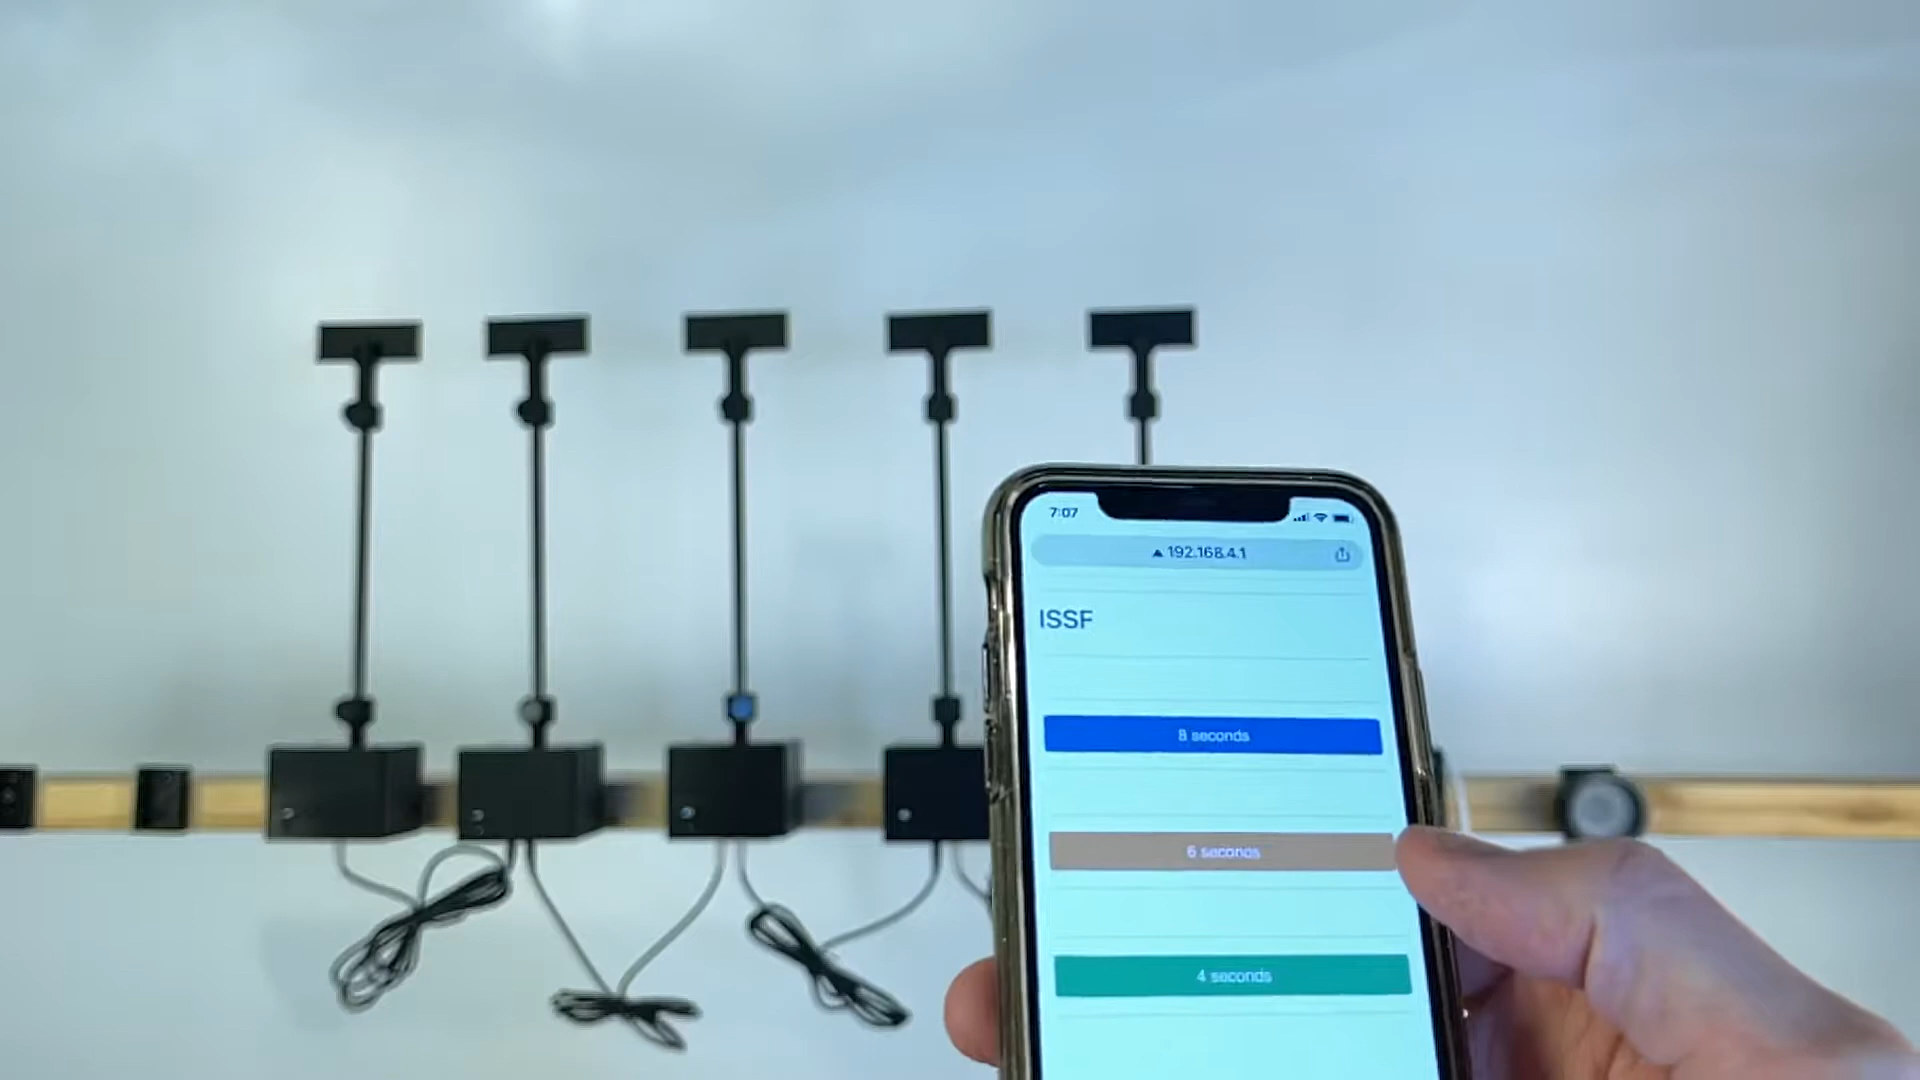 7:07
192.168.4.1
ISSF
8 seconds
6 seconds
4 seconds